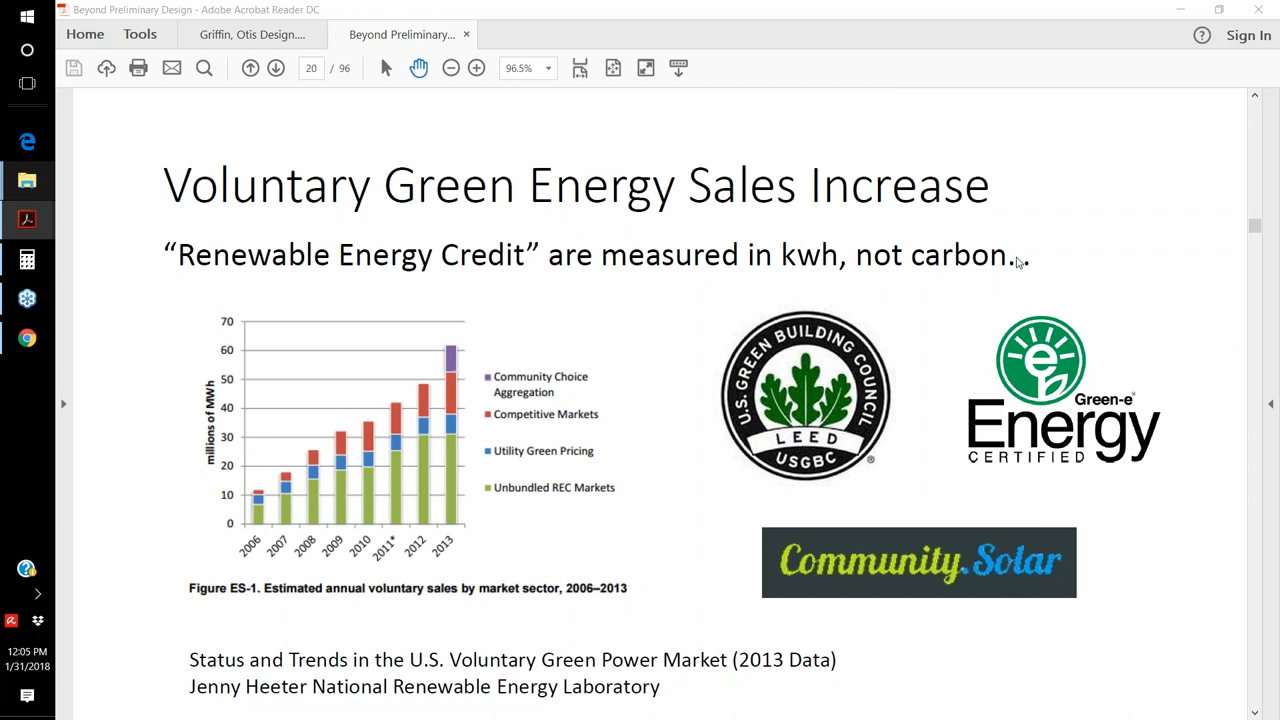 Beyond Preliminary Design - Adobe Acrobat Reader DC
Home Tools Griffin, Otis Design.... Beyond Preliminary... × Sign In
20 / 96 96.5%
Voluntary Green Energy Sales Increase
“Renewable Energy Credit” are measured in kwh, not carbon…
70
60
50
40
30
20
10
0
millions of MWh
2006 2007 2008 2009 2010 2011* 2012 2013
Community Choice
Aggregation
Competitive Markets
Utility Green Pricing
Unbundled REC Markets
Figure ES-1. Estimated annual voluntary sales by market sector, 2006–2013
U.S. GREEN BUILDING COUNCIL
LEED
USGBC
®
e
Green-e®
Energy
CERTIFIED
Community.Solar
Status and Trends in the U.S. Voluntary Green Power Market (2013 Data)
Jenny Heeter National Renewable Energy Laboratory
12:05 PM
1/31/2018